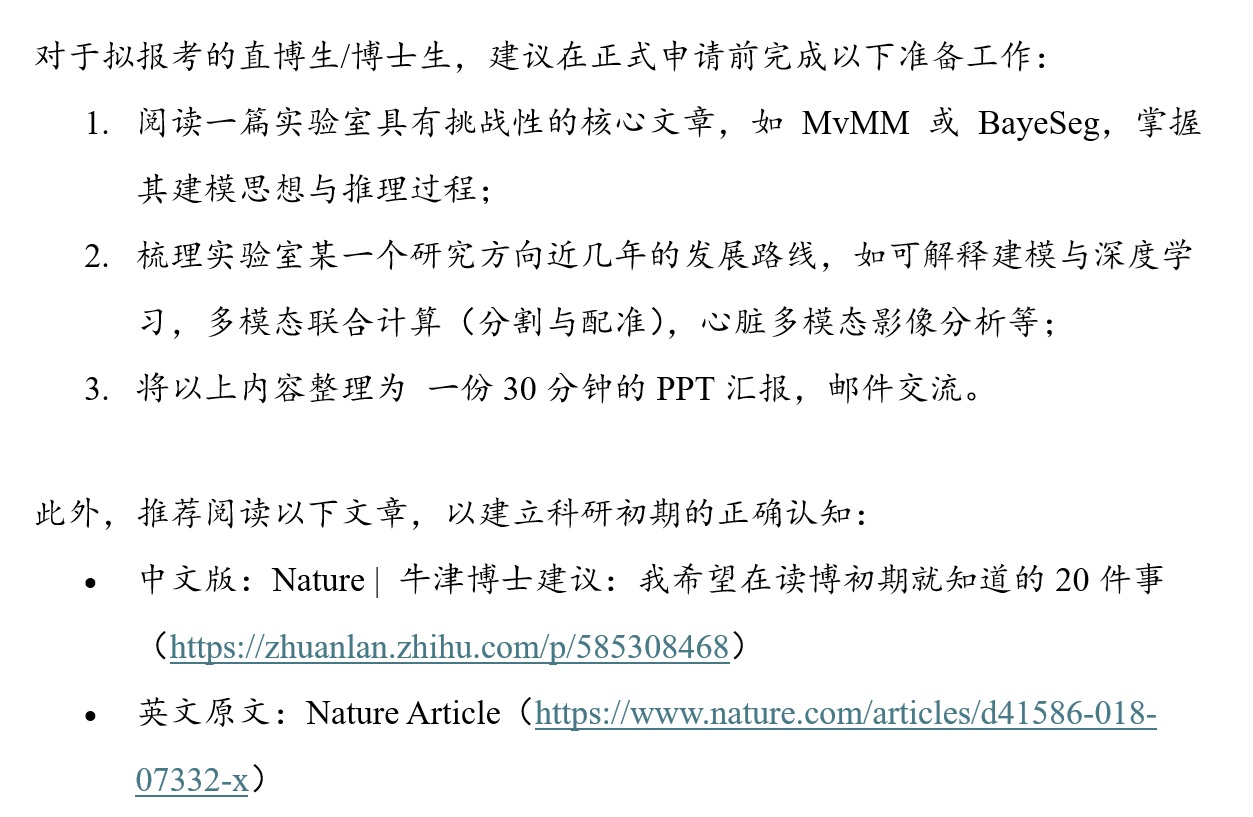 对于拟报考的直博生/博士生，建议在正式申请前完成以下准备工作：
1. 阅读一篇实验室具有挑战性的核心文章，如 MvMM 或 BayeSeg，掌握
其建模思想与推理过程；
2. 梳理实验室某一个研究方向近几年的发展路线，如可解释建模与深度学
习，多模态联合计算（分割与配准），心脏多模态影像分析等；
3. 将以上内容整理为 一份 30 分钟的 PPT 汇报，邮件交流。
此外，推荐阅读以下文章，以建立科研初期的正确认知：
• 中文版：Nature | 牛津博士建议：我希望在读博初期就知道的 20 件事
（https://zhuanlan.zhihu.com/p/585308468）
• 英文原文：Nature Article（https://www.nature.com/articles/d41586-018-
07332-x）